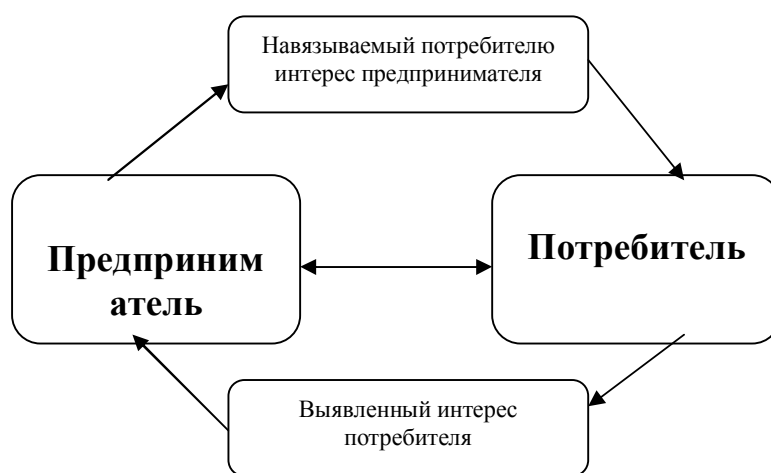 Навязываемый потребителю
интерес предпринимателя
Предприним
атель
Потребитель
Выявленный интерес
потребителя